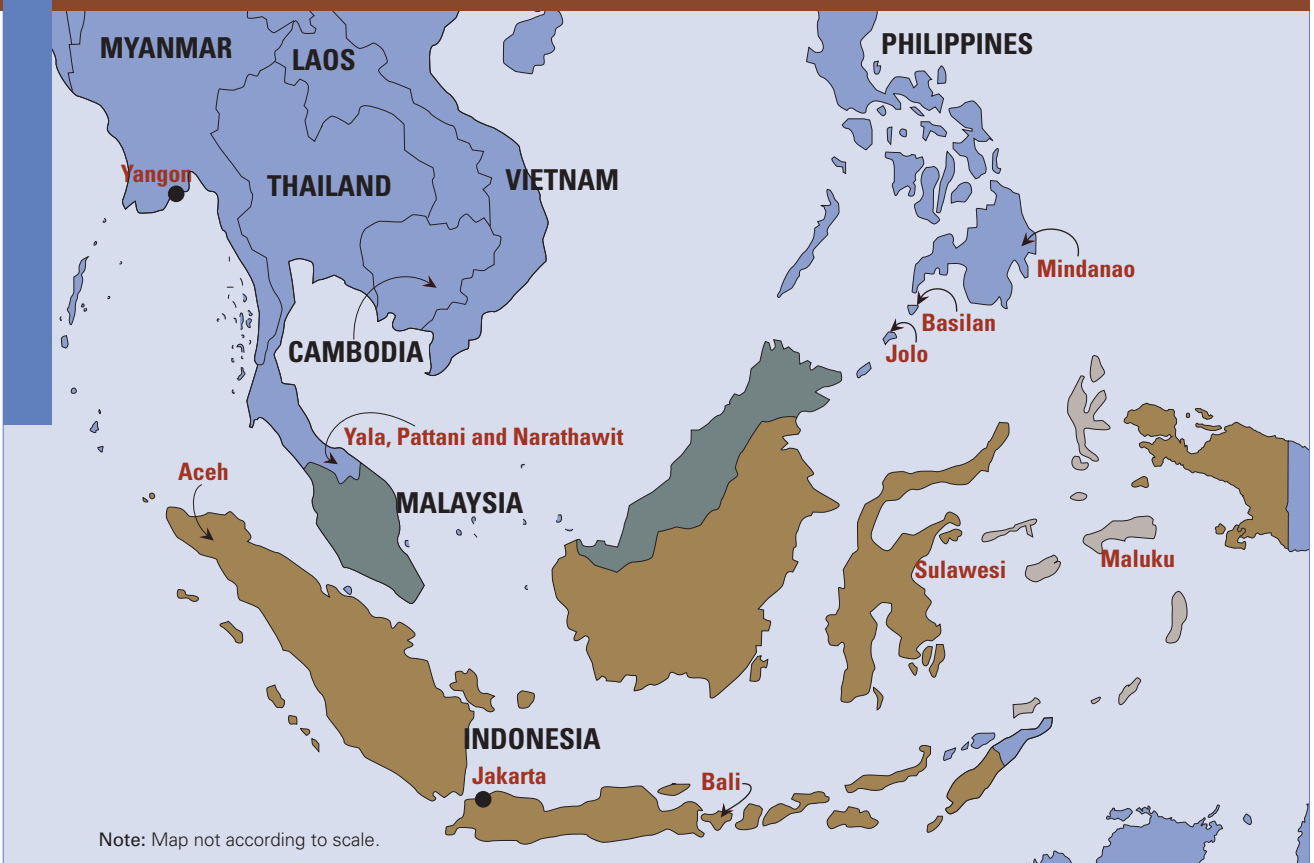 MYANMAR
LAOS
PHILIPPINES
Yangon
THAILAND
VIETNAM
Mindanao
Basilan
Jolo
CAMBODIA
Yala, Pattani and Narathawit
Aceh
MALAYSIA
Sulawesi
Maluku
INDONESIA
Jakarta
Bali
Note: Map not according to scale.